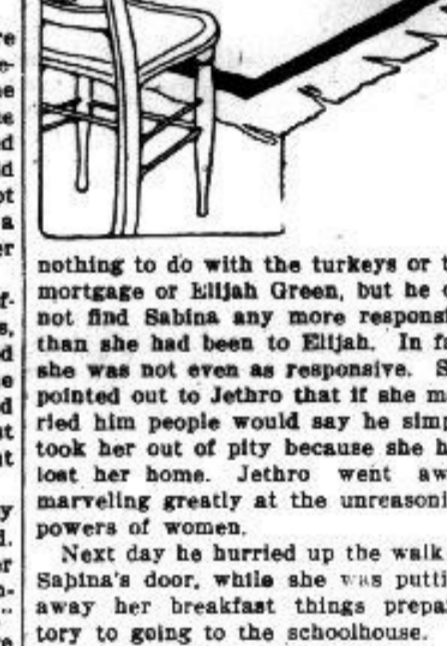 nothing to do with the turkeys or t
mortgage or Elijah Green, but he
not find Sabina any more respons
than she had been to Elijah. In f
she was not even as responsive. S
pointed out to Jethro that if she ma
ried him people would say he simp
took her out of pity because she h
lost her home. Jethro went aw
marveling greatly at the unreasoni
powers of women.
Next day he hurried up the walk
Sabina's door, while she was putti
away her breakfast things prepa
tory to going to the schoolhouse.